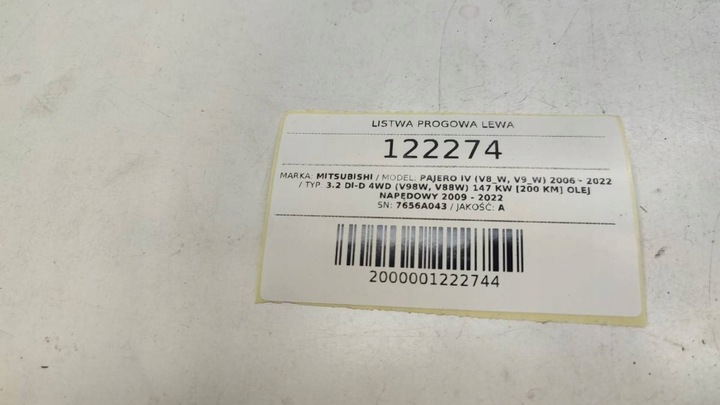 LISTWA PROGOWA LEWA
122274
MARKA: MITSUBISHI / MODEL: PAJERO IV (V8_W, V9_W) 2006 - 2022
/ TYP: 3.2 DI-D 4WD (V98W, V88W) 147 KW [200 KM] OLEJ
NAPĘDOWY 2009 - 2022
SN: 7656A043 / JAKOŚĆ: A
2000001222744